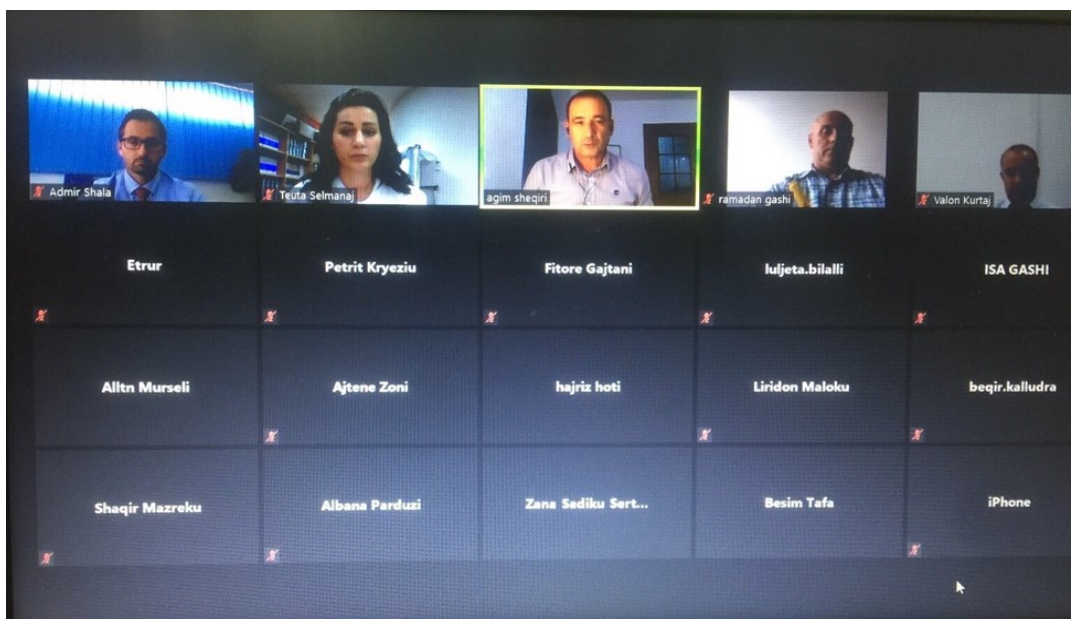 Admir Shala
Teuta Selmanaj
agim sheqiri
ramadan gashi
Valon Kurtaj
Etrur
Petrit Kryeziu
Fitore Gajtani
luljeta.bilalli
ISA GASHI
Alltn Murseli
Ajtene Zoni
hajriz hoti
Liridon Maloku
beqir.kalludra
Shaqir Mazreku
Albana Parduzi
Zana Sadiku Sert...
Besim Tafa
iPhone